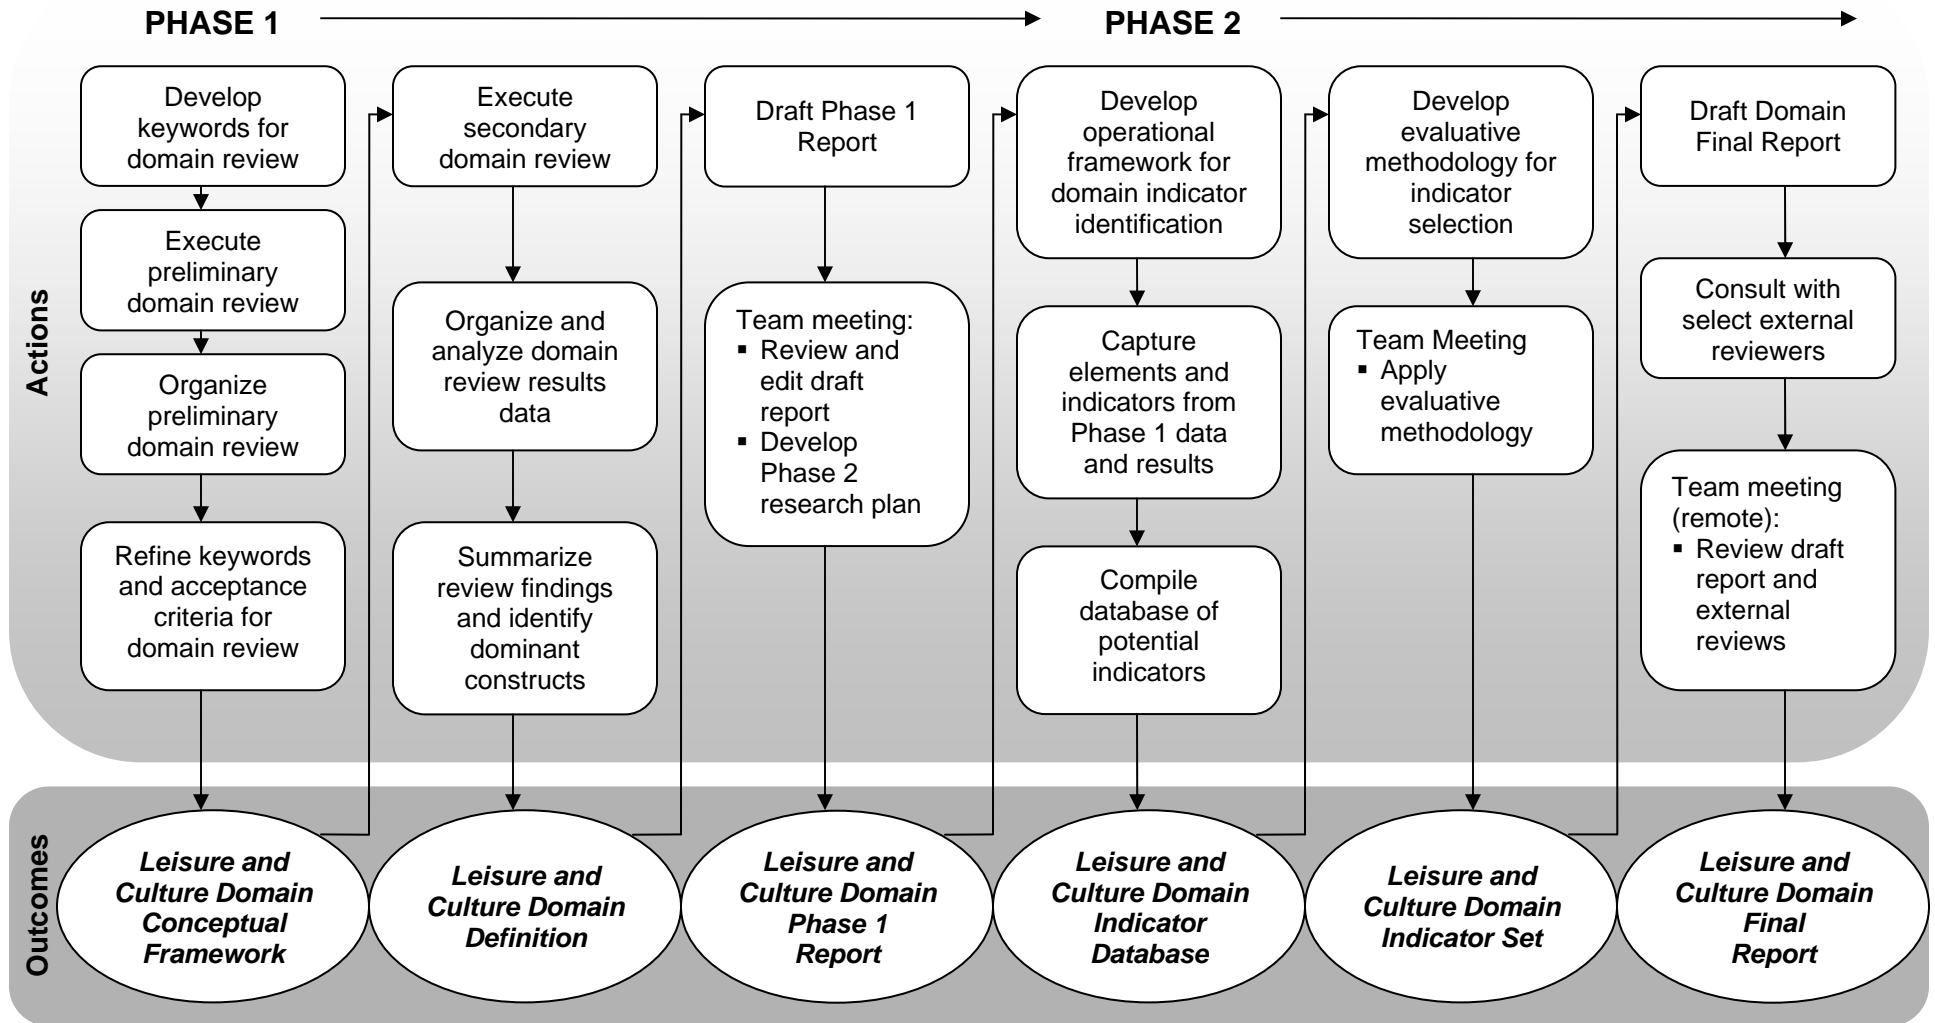 PHASE 1
PHASE 2
Actions
Develop
keywords for
domain review
Execute
preliminary
domain review
Organize
preliminary
domain review
Refine keywords
and acceptance
criteria for
domain review
Execute
secondary
domain review
Organize and
analyze domain
review results
data
Summarize
review findings
and identify
dominant
constructs
Draft Phase 1
Report
Team meeting:
▪ Review and
edit draft
report
▪ Develop
Phase 2
research plan
Develop
operational
framework for
domain indicator
identification
Capture
elements and
indicators from
Phase 1 data
and results
Compile
database of
potential
indicators
Develop
evaluative
methodology for
indicator
selection
Team Meeting
▪ Apply
evaluative
methodology
Draft Domain
Final Report
Consult with
select external
reviewers
Team meeting
(remote):
▪ Review draft
report and
external
reviews
Outcomes
Leisure and
Culture Domain
Conceptual
Framework
Leisure and
Culture Domain
Definition
Leisure and
Culture Domain
Phase 1
Report
Leisure and
Culture Domain
Indicator
Database
Leisure and
Culture Domain
Indicator Set
Leisure and
Culture Domain
Final
Report